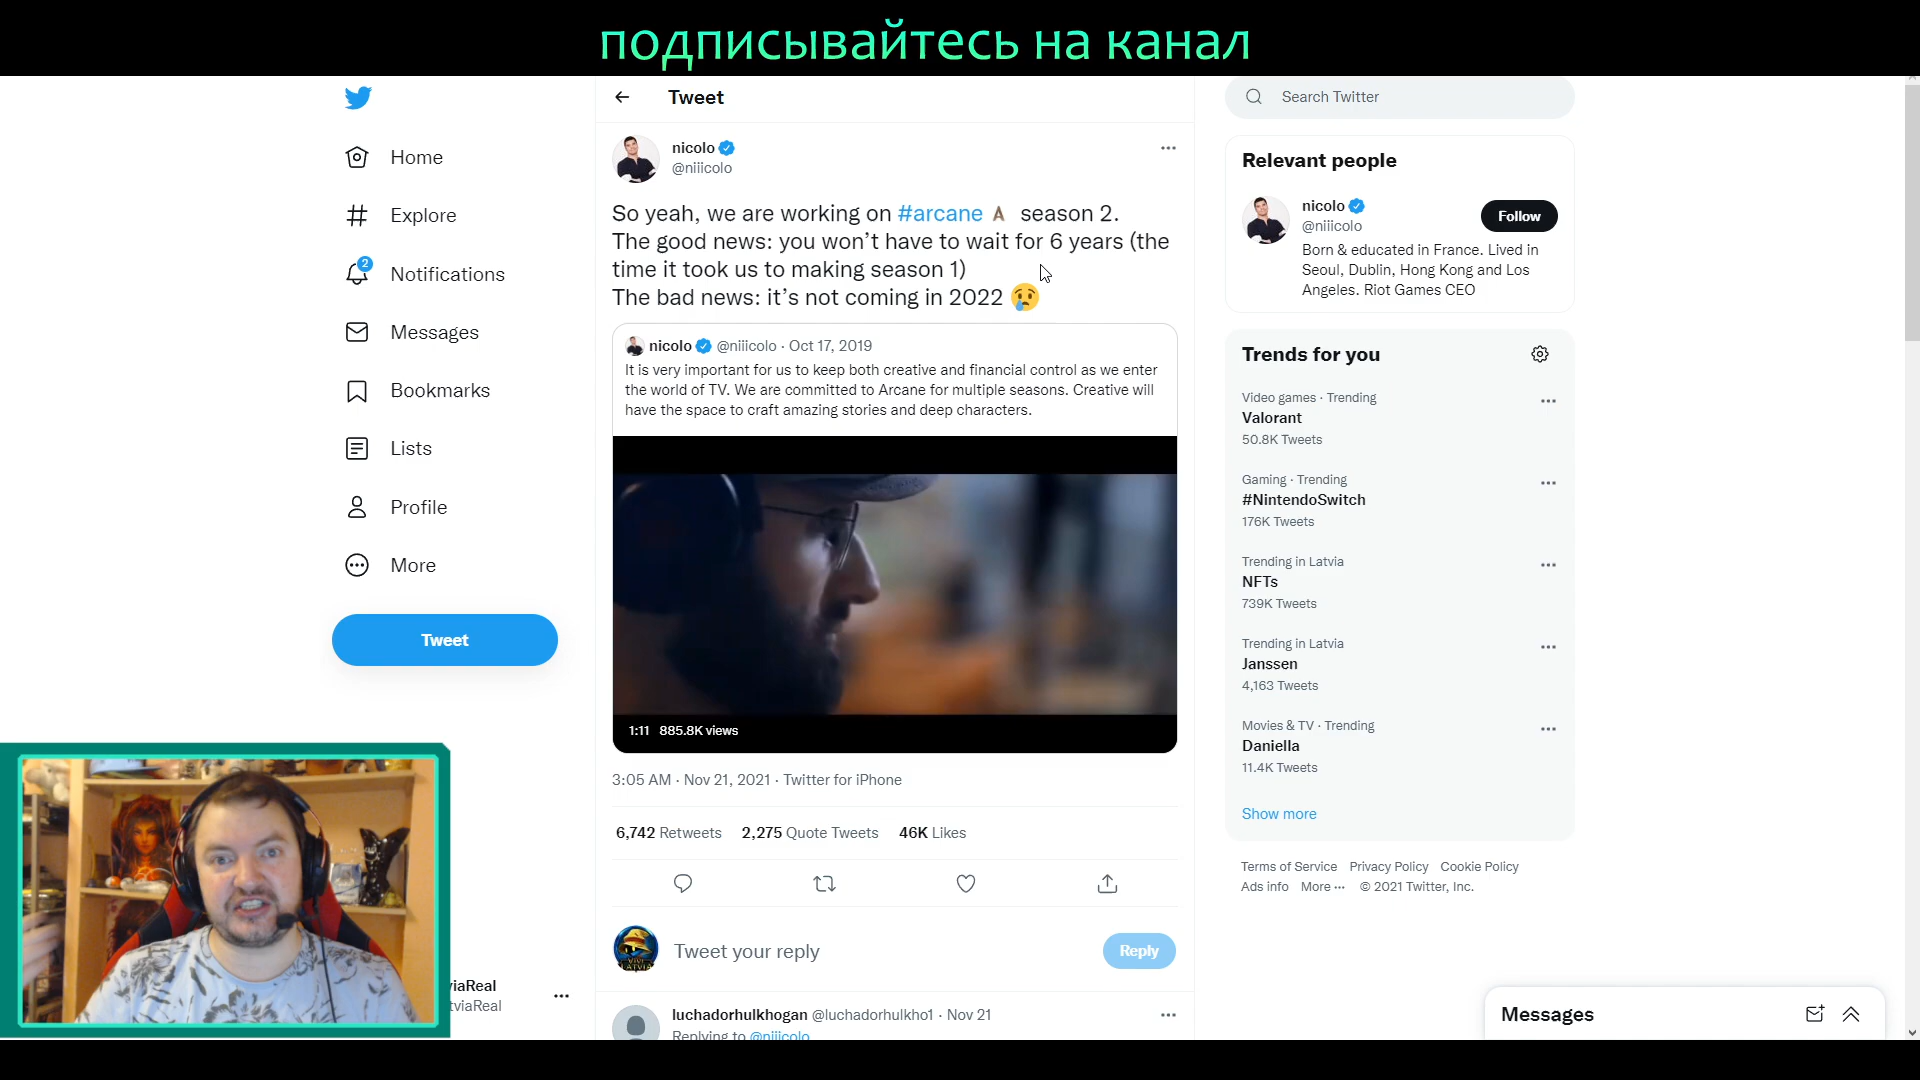 подписывайтесь на канал
Home
Explore
2
Notifications
Messages
Bookmarks
Lists
Profile
More
Tweet
viaReal
tviaReal
Tweet
nicolo
@niiicolo
So yeah, we are working on #arcane season 2.
The good news: you won't have to wait for 6 years (the
time it took us to making season 1)
The bad news: it's not coming in 2022
nicolo @niiicolo · Oct 17, 2019
It is very important for us to keep both creative and financial control as we enter
the world of TV. We are committed to Arcane for multiple seasons. Creative will
have the space to craft amazing stories and deep characters.
1:11 885.8K views
3:05 AM · Nov 21, 2021 · Twitter for iPhone
6,742 Retweets 2,275 Quote Tweets 46K Likes
Tweet your reply
Reply
luchadorhulkhogan @luchadorhulkho1 · Nov 21
Replying to @niiicolo
Search Twitter
Relevant people
nicolo
@niiicolo
Follow
Born & educated in France. Lived in
Seoul, Dublin, Hong Kong and Los
Angeles. Riot Games CEO
Trends for you
Video games · Trending
Valorant
50.8K Tweets
Gaming · Trending
#NintendoSwitch
176K Tweets
Trending in Latvia
NFTs
739K Tweets
Trending in Latvia
Janssen
4,163 Tweets
Movies & TV · Trending
Daniella
11.4K Tweets
Show more
Terms of Service Privacy Policy Cookie Policy
Ads info More ··· © 2021 Twitter, Inc.
Messages